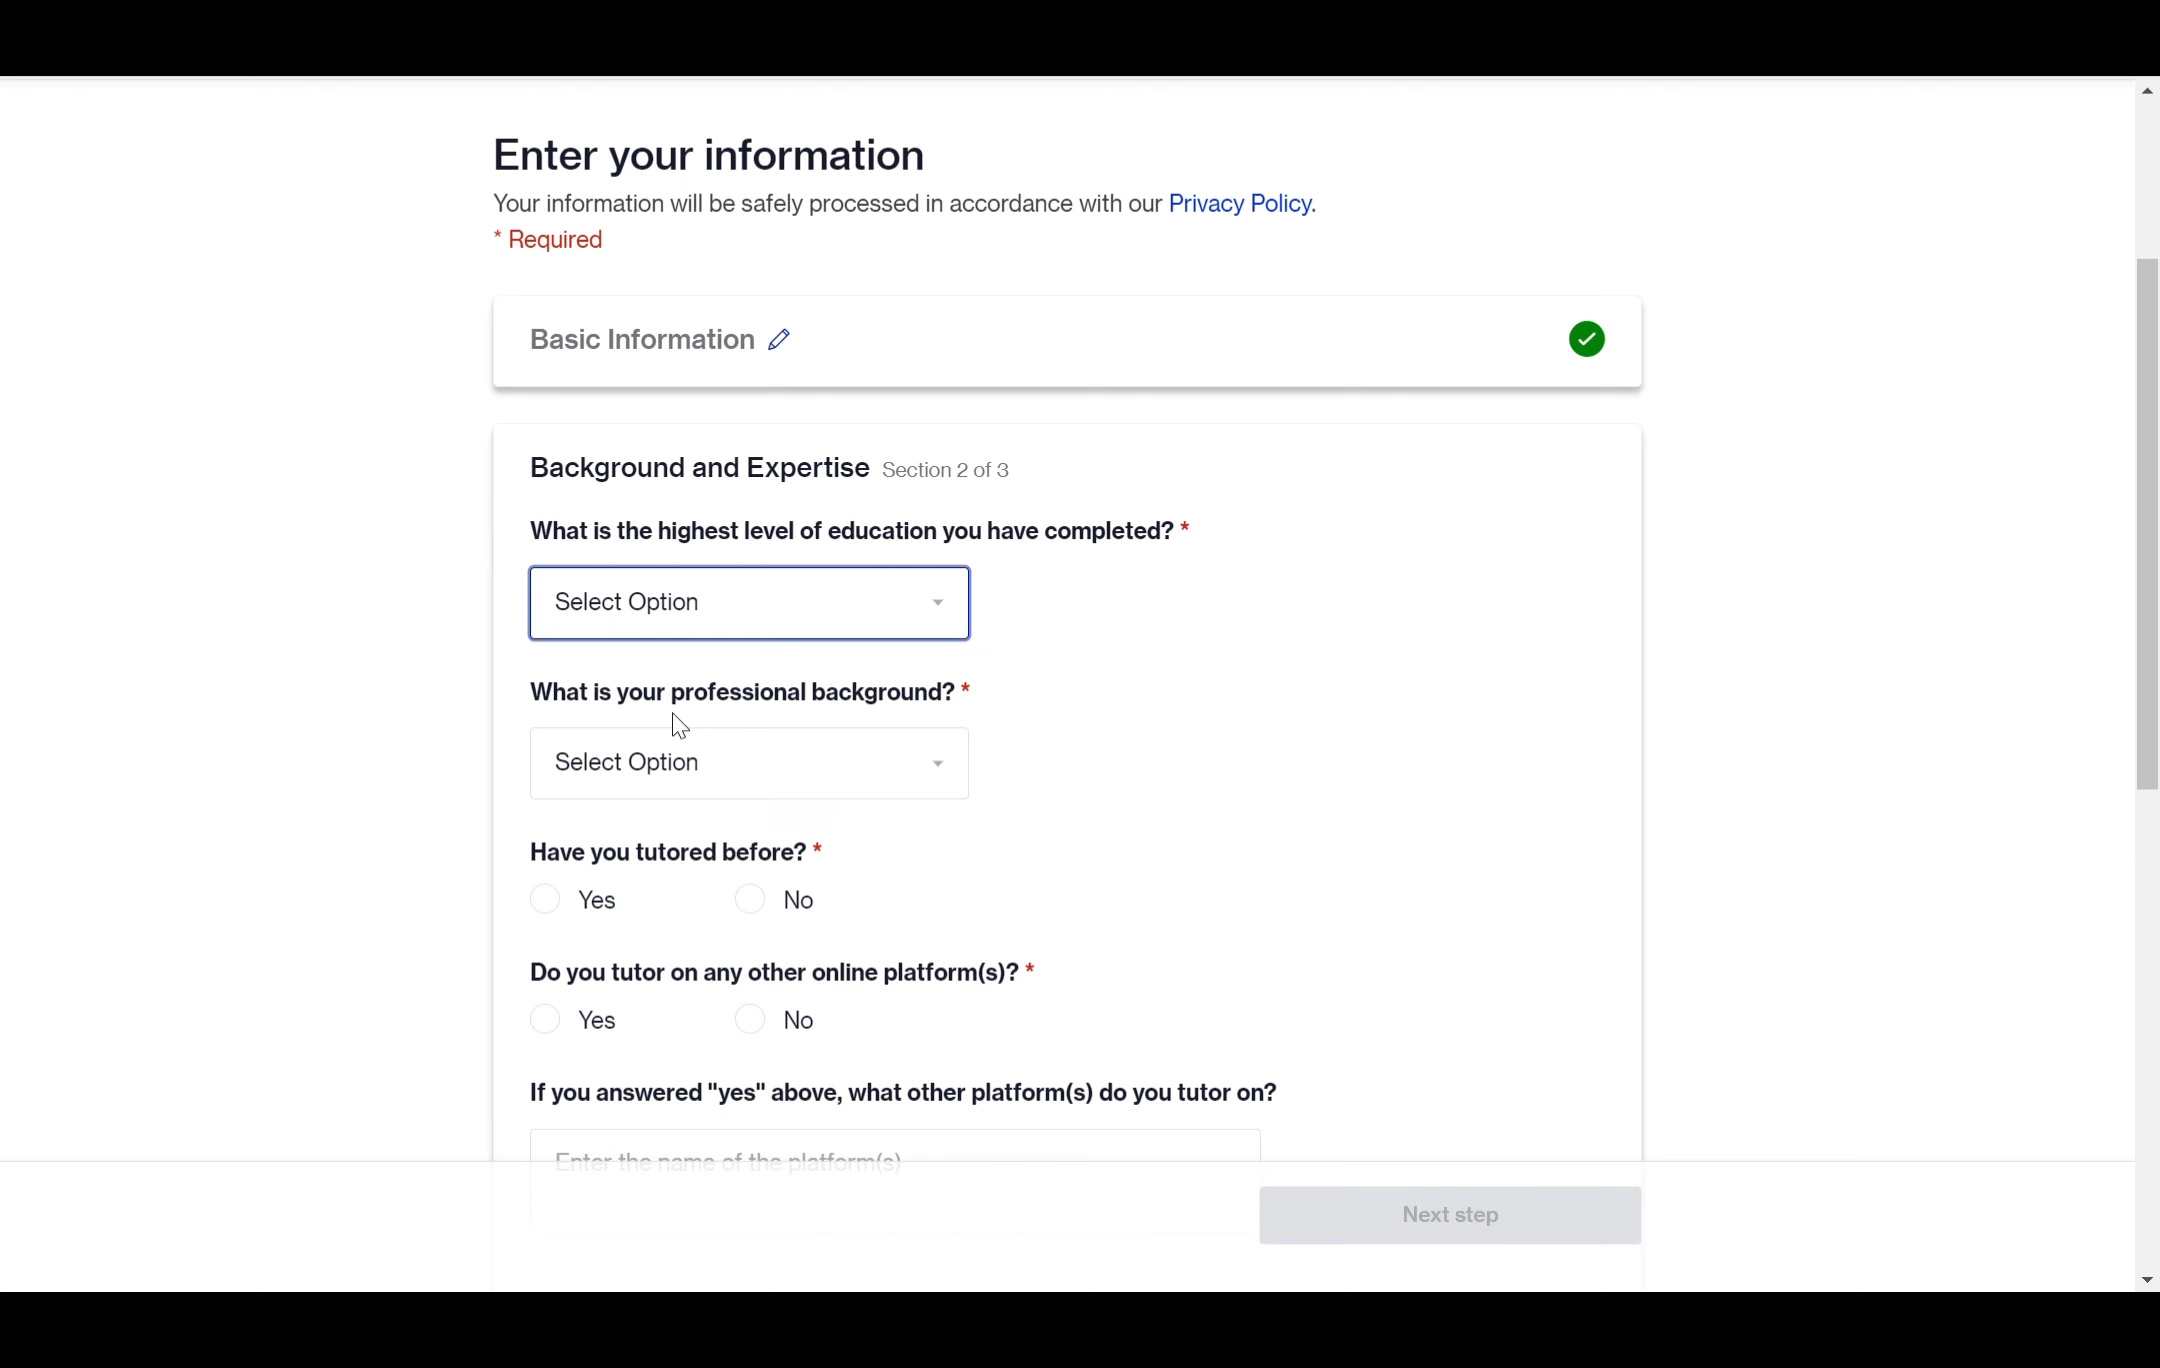 Enter your information
Your information will be safely processed in accordance with our Privacy Policy.
* Required
Basic Information
Background and Expertise Section 2 of 3
What is the highest level of education you have completed? *
Select Option
What is your professional background? *
Select Option
Have you tutored before? *
Yes No
Do you tutor on any other online platform(s)? *
Yes No
If you answered "yes" above, what other platform(s) do you tutor on?
Enter the name of the platform(s)
Next step